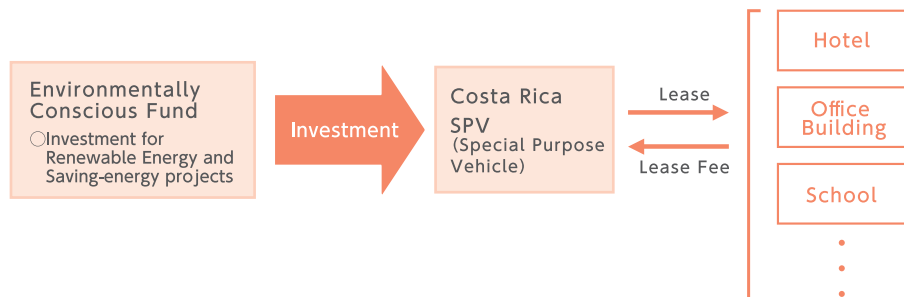 Environmentally
Conscious Fund
○Investment for
Renewable Energy and
Saving-energy projects
Investment
Costa Rica
SPV
(Special Purpose
Vehicle)
Lease
Lease Fee
Hotel
Office
Building
School